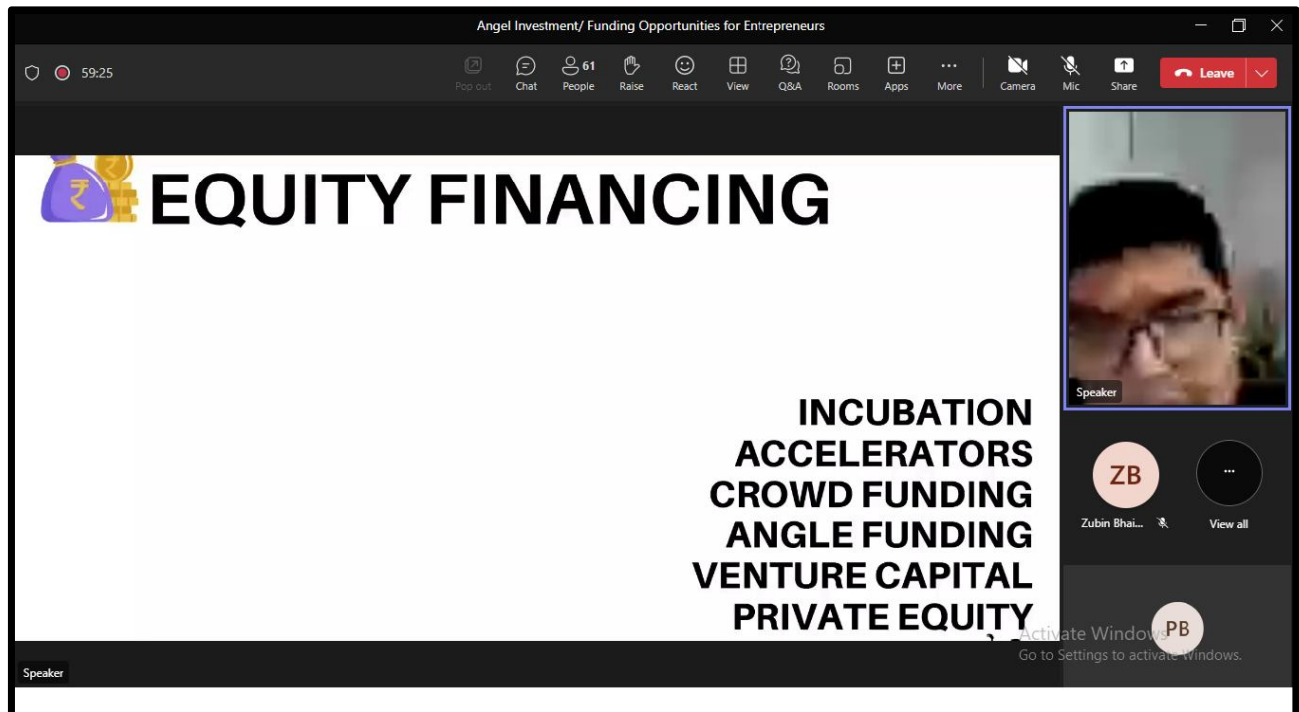 Angel Investment/ Funding Opportunities for Entrepreneurs
59:25
Pop out
Chat
61
People
Raise
React
View
Q&A
Rooms
Apps
More
Camera
Mic
Share
Leave
₹ ₹
EQUITY FINANCING
INCUBATION
ACCELERATORS
CROWD FUNDING
ANGLE FUNDING
VENTURE CAPITAL
PRIVATE EQUITY
Speaker
ZB
Zubin Bhai...
View all
PB
Activate Windows
Go to Settings to activate Windows.
Speaker